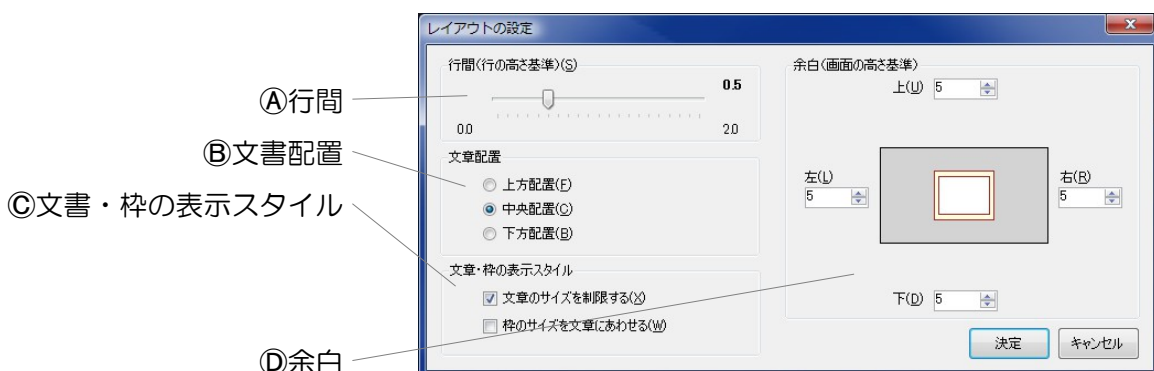 レイアウトの設定
行間(行の高さ基準)(S)
0.5
0.0
2.0
文章配置
上方配置(F)
中央配置(C)
下方配置(B)
文章・枠の表示スタイル
文章のサイズを制限する(X)
枠のサイズを文章にあわせる(W)
余白(画面の高さ基準)
上(U) 5
左(L)
5
右(R)
5
下(D) 5
決定
キャンセル
Ⓐ行間
Ⓑ文書配置
Ⓒ文書・枠の表示スタイル
Ⓓ余白